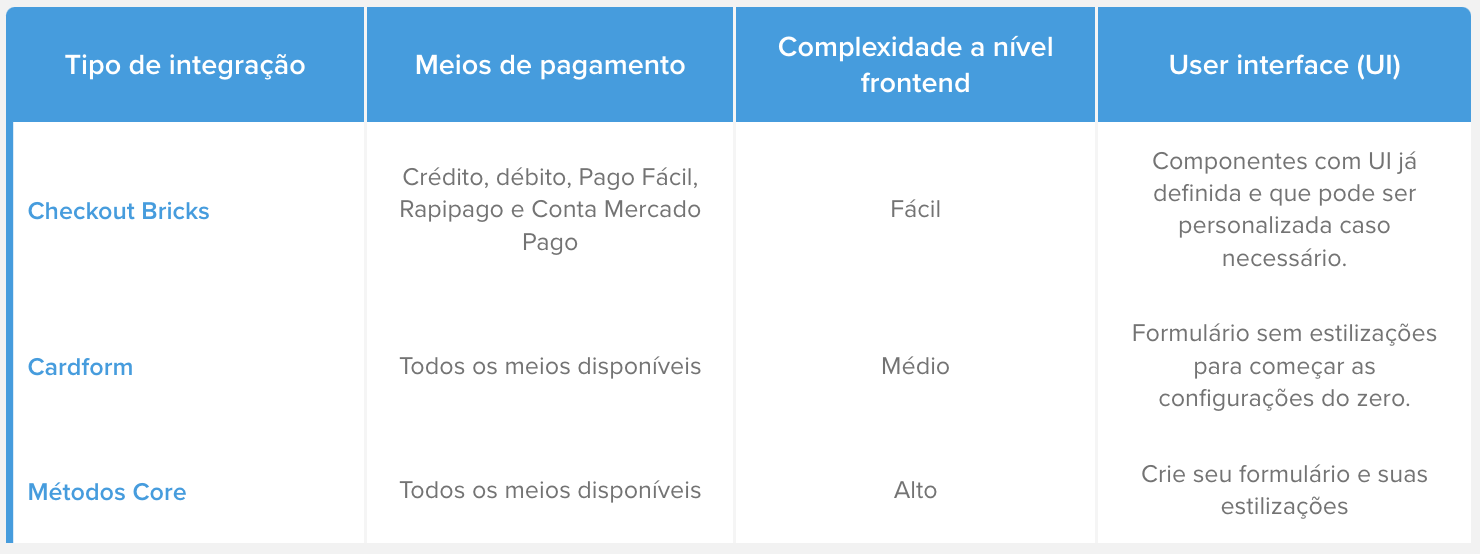 Tipo de integração
Meios de pagamento
Complexidade a nível
frontend
User interface (UI)
Checkout Bricks
Crédito, débito, Pago Fácil,
Rapipago e Conta Mercado
Pago
Fácil
Componentes com UI já
definida e que pode ser
personalizada caso
necessário.
Cardform
Todos os meios disponíveis
Médio
Formulário sem estilizações
para começar as
configurações do zero.
Métodos Core
Todos os meios disponíveis
Alto
Crie seu formulário e suas
estilizações